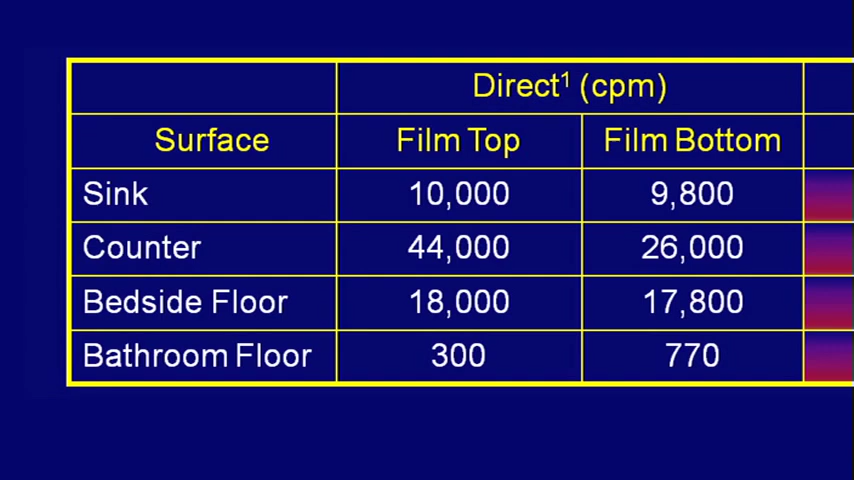 Direct¹ (cpm)
Surface Film Top Film Bottom
Sink 10,000 9,800
Counter 44,000 26,000
Bedside Floor 18,000 17,800
Bathroom Floor 300 770